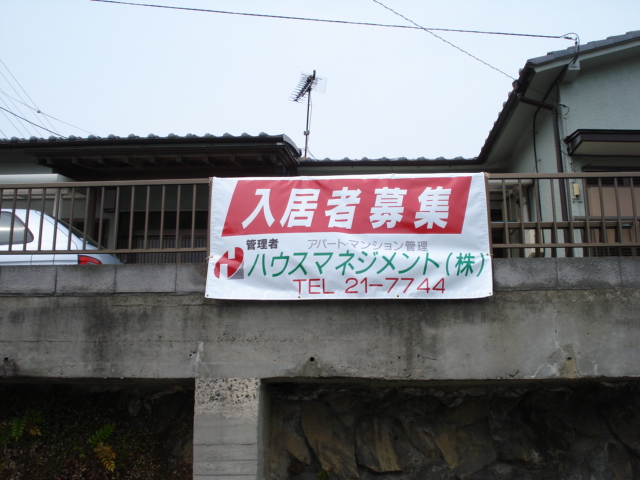 入居者募集
管理者 アパート・マンション管理
ハウスマネジメント(株)
TEL 21-7744